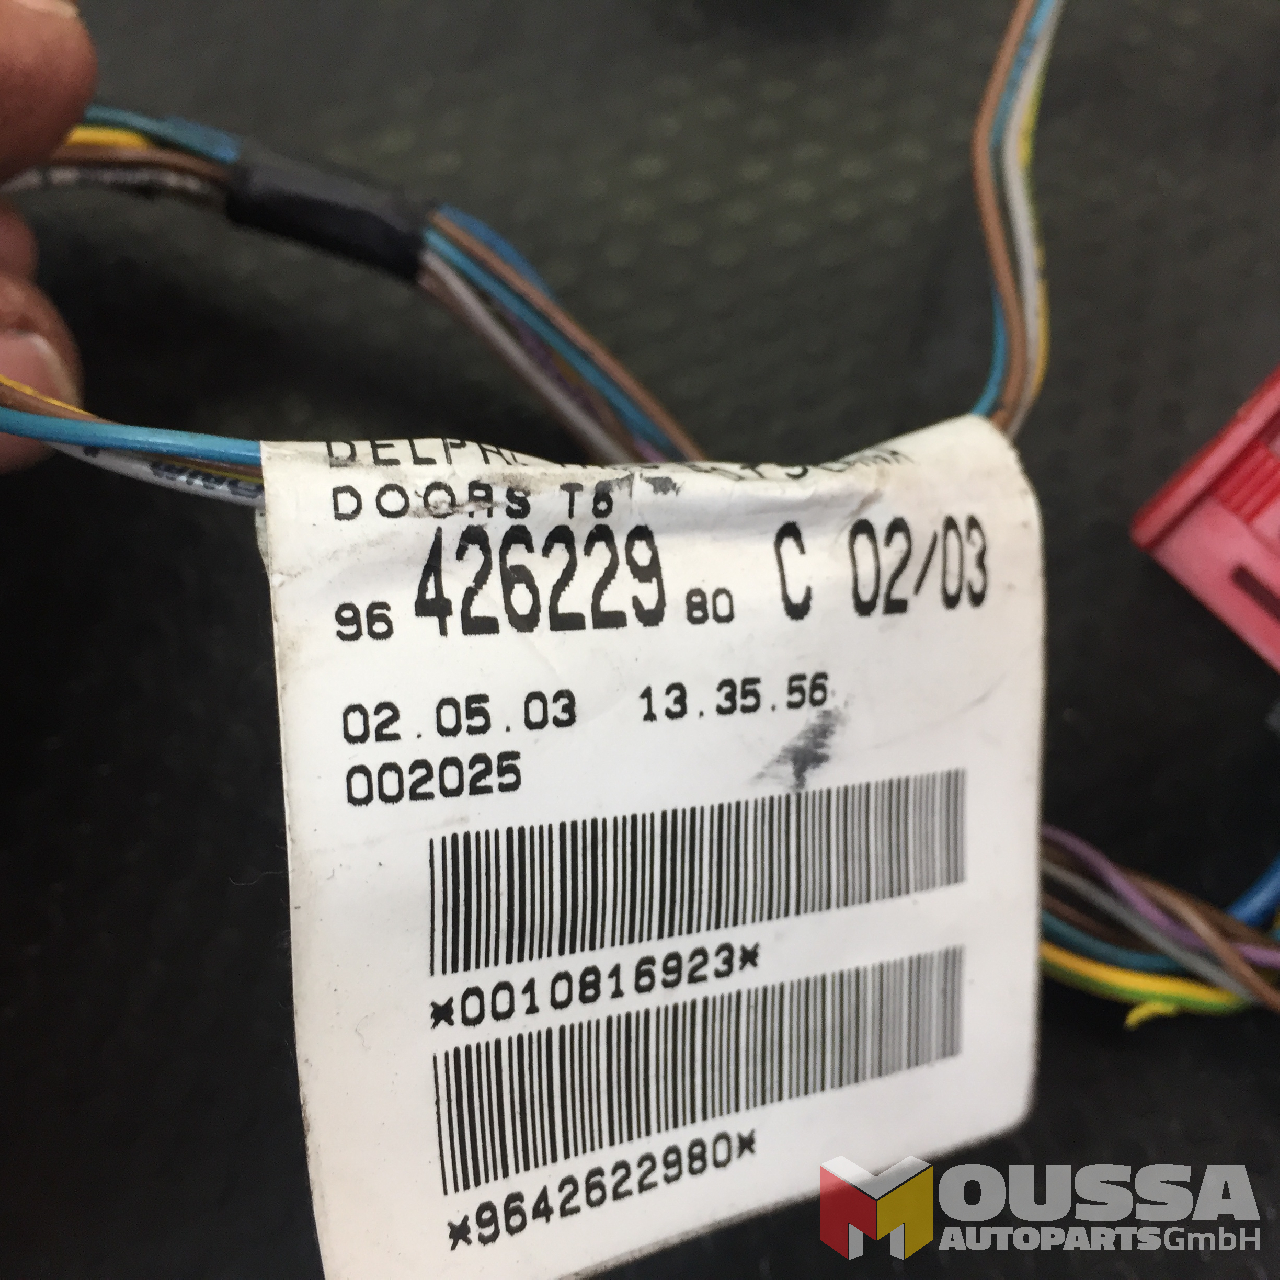 DELPHI
DOORS T6
96 426229 80 C 02/03
02.05.03 13.35.56
002025
*0010816923*
*9642622980*
MOUSSA
AUTOPARTS GmbH